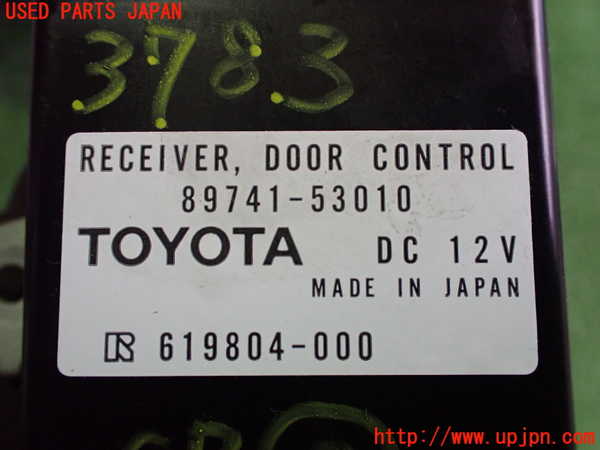 USED PARTS JAPAN
3783
RECEIVER, DOOR CONTROL
89741-53010
TOYOTA DC 12V
MADE IN JAPAN
R 619804-000
http://www.upjpn.com/